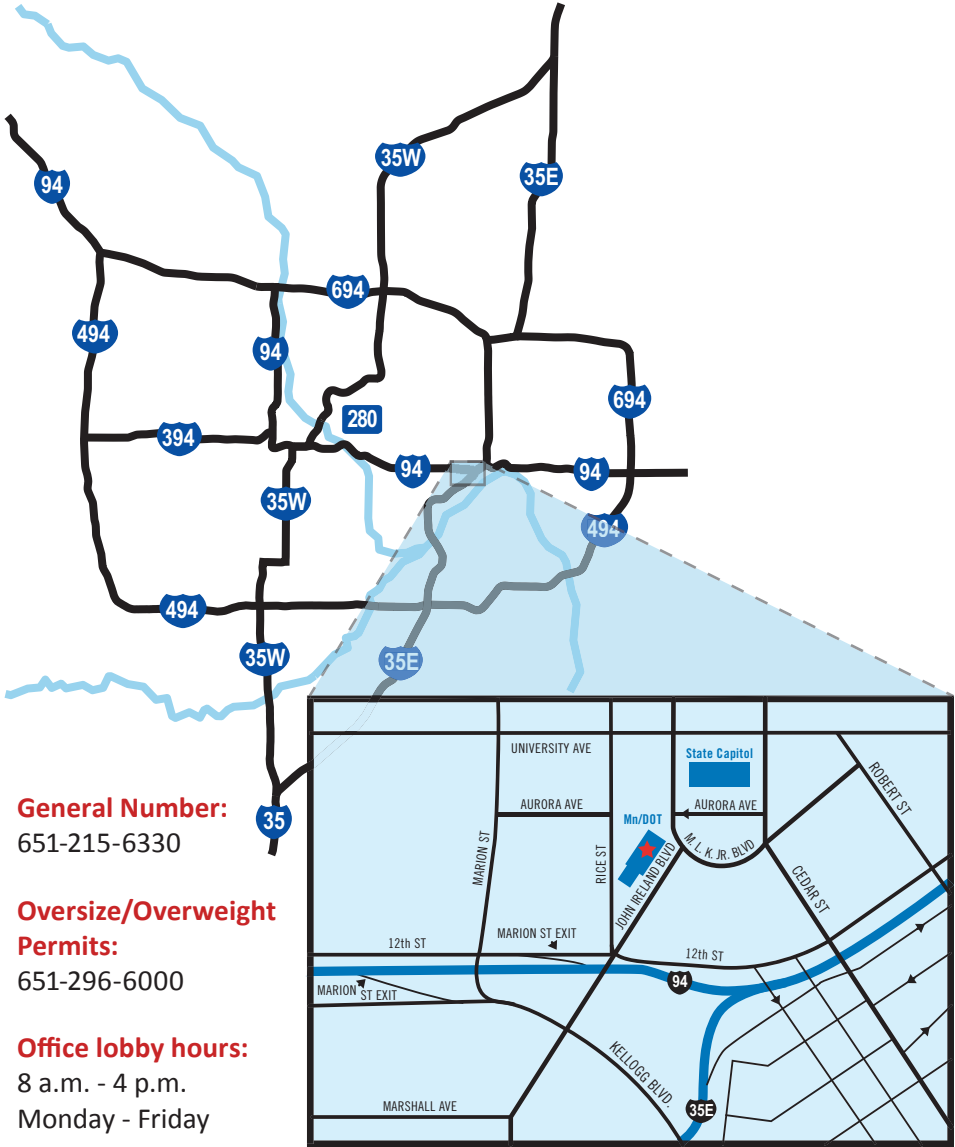 35W
35E
94
694
494
94
694
280
394
94
94
35W
494
494
35W
35E
35
General Number:
651-215-6330
Oversize/Overweight
Permits:
651-296-6000
Office lobby hours:
8 a.m. - 4 p.m.
Monday - Friday
UNIVERSITY AVE
State Capitol
ROBERT ST
AURORA AVE
AURORA AVE
Mn/DOT
MARION ST
RICE ST
JOHN IRELAND BLVD
M. L. K. JR. BLVD
CEDAR ST
MARION ST EXIT
12th ST
12th ST
94
MARION ST EXIT
KELLOGG BLVD.
MARSHALL AVE
35E